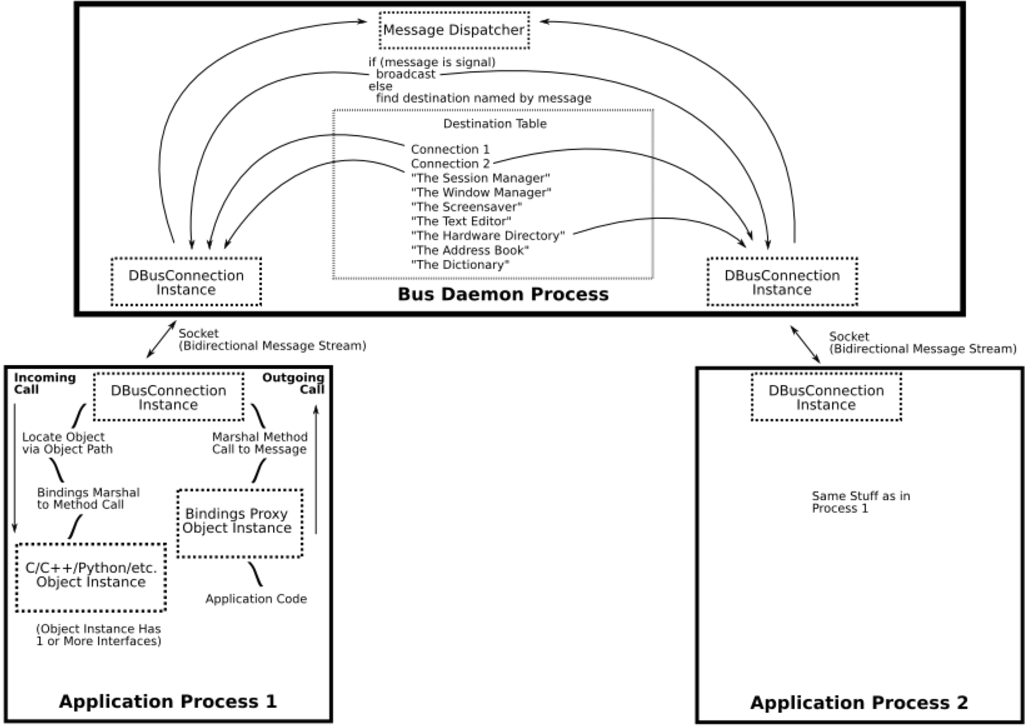 Message Dispatcher
if (message is signal)
broadcast
else
find destination named by message
Destination Table
Connection 1
Connection 2
"The Session Manager"
"The Window Manager"
"The Screensaver"
"The Text Editor"
"The Hardware Directory"
"The Address Book"
"The Dictionary"
DBusConnection
Instance
DBusConnection
Instance
Bus Daemon Process
Socket
(Bidirectional Message Stream)
Socket
(Bidirectional Message Stream)
Incoming
Call
DBusConnection
Instance
Outgoing
Call
Locate Object
via Object Path
Marshal Method
Call to Message
Bindings Marshal
to Method Call
Bindings Proxy
Object Instance
C/C++/Python/etc.
Object Instance
Application Code
(Object Instance Has
1 or More Interfaces)
Application Process 1
DBusConnection
Instance
Same Stuff as in
Process 1
Application Process 2